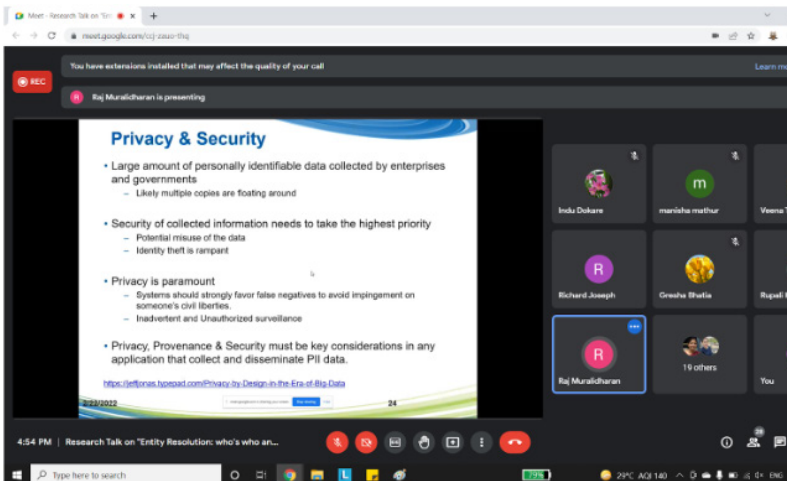 Meet - Research Talk on "En
meet.google.com/ccj-zauo-thq
You have extensions installed that may affect the quality of your call
Learn mo
REC
R Raj Muralidharan is presenting
Privacy & Security
• Large amount of personally identifiable data collected by enterprises
and governments
– Likely multiple copies are floating around
• Security of collected information needs to take the highest priority
– Potential misuse of the data
– Identity theft is rampant
• Privacy is paramount
– Systems should strongly favor false negatives to avoid impingement on
someone's civil liberties.
– Inadvertent and Unauthorized surveillance
• Privacy, Provenance & Security must be key considerations in any
application that collect and disseminate PII data.
https://jeffjonas.typepad.com/Privacy-by-Design-in-the-Era-of-Big-Data
2/22/2022
24
m
Indu Dokare
manisha mathur
Veena T
R
Richard Joseph
Gresha Bhatia
Rupali
R
Raj Muralidharan
19 others
You
4:54 PM | Research Talk on "Entity Resolution: who's who an...
28
Type here to search
79%
29°C AQI 140
ENG